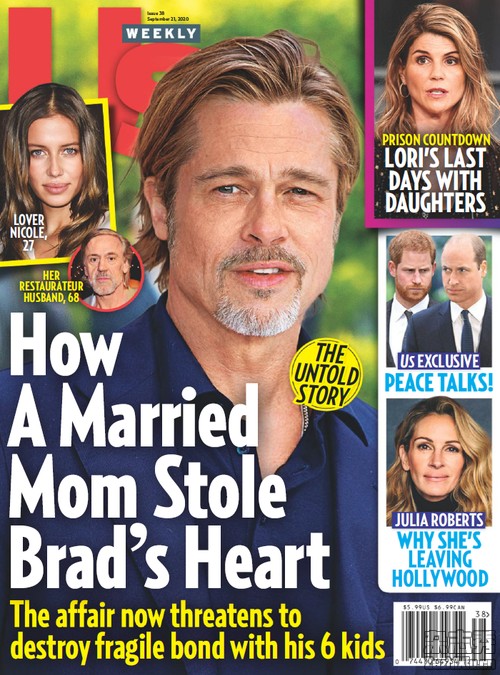 Us
WEEKLY
Issue 38
September 21, 2020
LOVER
NICOLE,
27
HER
RESTAURATEUR
HUSBAND, 68
PRISON COUNTDOWN
LORI'S LAST
DAYS WITH
DAUGHTERS
Us EXCLUSIVE
PEACE TALKS!
JULIA ROBERTS
WHY SHE'S
LEAVING
HOLLYWOOD
THE
UNTOLD
STORY
How
A Married
Mom Stole
Brad's Heart
The affair now threatens to
destroy fragile bond with his 6 kids
$5.99US $6.99CAN
38>